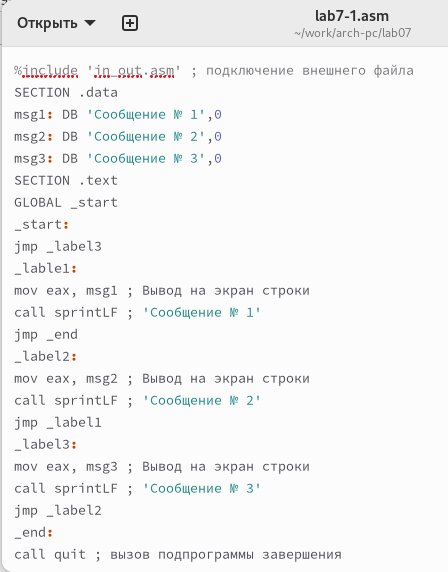 Открыть
lab7-1.asm
~/work/arch-pc/lab07
%include 'in_out.asm' ; подключение внешнего файла
SECTION .data
msg1: DB 'Сообщение № 1',0
msg2: DB 'Сообщение № 2',0
msg3: DB 'Сообщение № 3',0
SECTION .text
GLOBAL _start
_start:
jmp _label3
_lable1:
mov eax, msg1 ; Вывод на экран строки
call sprintLF ; 'Сообщение № 1'
jmp _end
_label2:
mov eax, msg2 ; Вывод на экран строки
call sprintLF ; 'Сообщение № 2'
jmp _label1
_label3:
mov eax, msg3 ; Вывод на экран строки
call sprintLF ; 'Сообщение № 3'
jmp _label2
_end:
call quit ; вызов подпрограммы завершения